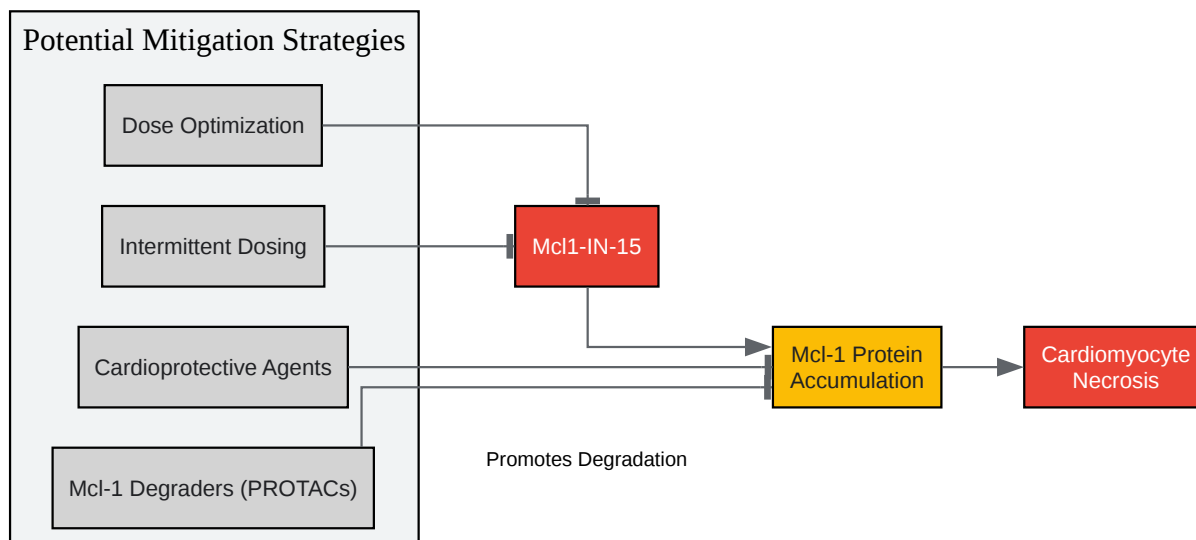 Potential Mitigation Strategies
Dose Optimization
Intermittent Dosing
Mcl1-IN-15
Cardioprotective Agents
Mcl-1 Protein
Accumulation
Cardiomyocyte
Necrosis
Mcl-1 Degraders (PROTACs)
Promotes Degradation